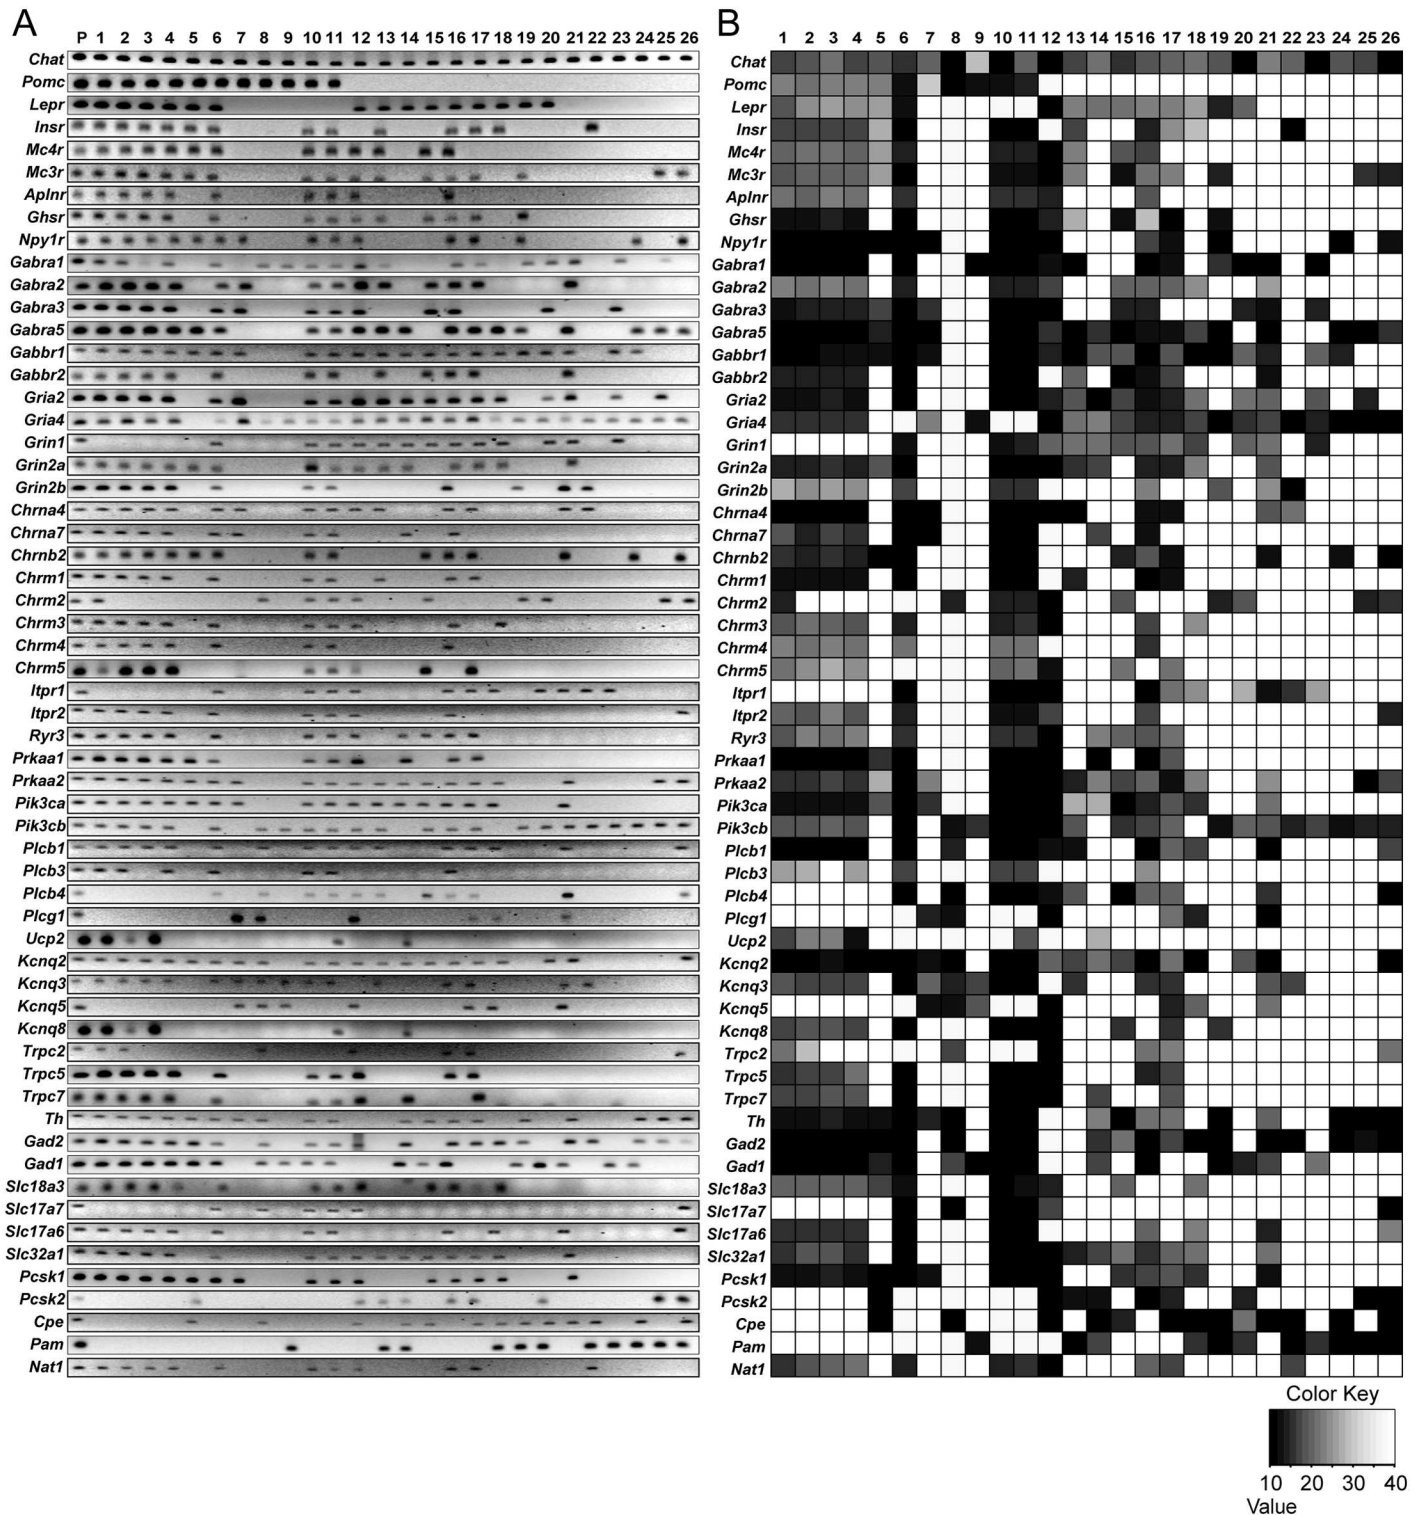 A
B
P 1 2 3 4 5 6 7 8 9 10 11 12 13 14 15 16 17 18 19 20 21 22 23 24 25 26
1 2 3 4 5 6 7 8 9 10 11 12 13 14 15 16 17 18 19 20 21 22 23 24 25 26
Chat Chat
Pomc Pomc
Lepr Lepr
Insr Insr
Mc4r Mc4r
Mc3r Mc3r
Aplnr Aplnr
Ghsr Ghsr
Npy1r Npy1r
Gabra1 Gabra1
Gabra2 Gabra2
Gabra3 Gabra3
Gabra5 Gabra5
Gabbr1 Gabbr1
Gabbr2 Gabbr2
Gria2 Gria2
Gria4 Gria4
Grin1 Grin1
Grin2a Grin2a
Grin2b Grin2b
Chrna4 Chrna4
Chrna7 Chrna7
Chrnb2 Chrnb2
Chrm1 Chrm1
Chrm2 Chrm2
Chrm3 Chrm3
Chrm4 Chrm4
Chrm5 Chrm5
Itpr1 Itpr1
Itpr2 Itpr2
Ryr3 Ryr3
Prkaa1 Prkaa1
Prkaa2 Prkaa2
Pik3ca Pik3ca
Pik3cb Pik3cb
Plcb1 Plcb1
Plcb3 Plcb3
Plcb4 Plcb4
Plcg1 Plcg1
Ucp2 Ucp2
Kcnq2 Kcnq2
Kcnq3 Kcnq3
Kcnq5 Kcnq5
Kcnq8 Kcnq8
Trpc2 Trpc2
Trpc5 Trpc5
Trpc7 Trpc7
Th Th
Gad2 Gad2
Gad1 Gad1
Slc18a3 Slc18a3
Slc17a7 Slc17a7
Slc17a6 Slc17a6
Slc32a1 Slc32a1
Pcsk1 Pcsk1
Pcsk2 Pcsk2
Cpe Cpe
Pam Pam
Nat1 Nat1
Color Key
10 20 30 40
Value